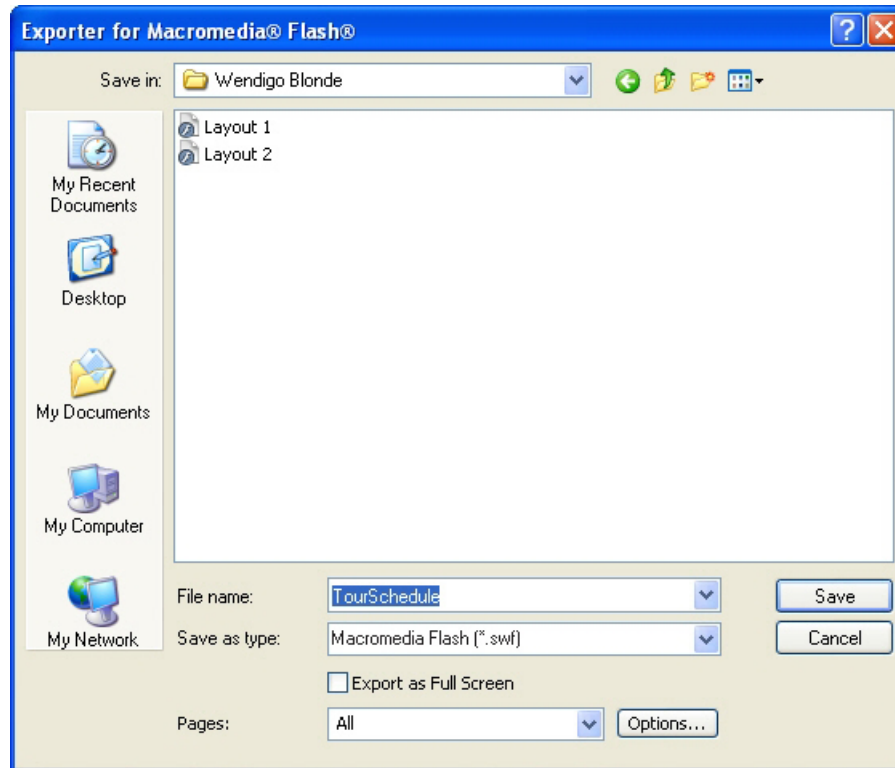 Exporter for Macromedia® Flash®
Save in:
Wendigo Blonde
My Recent
Documents
Desktop
My Documents
My Computer
My Network
Layout 1
Layout 2
File name:
TourSchedule
Save
Save as type:
Macromedia Flash (*.swf)
Cancel
Export as Full Screen
Pages:
All
Options...